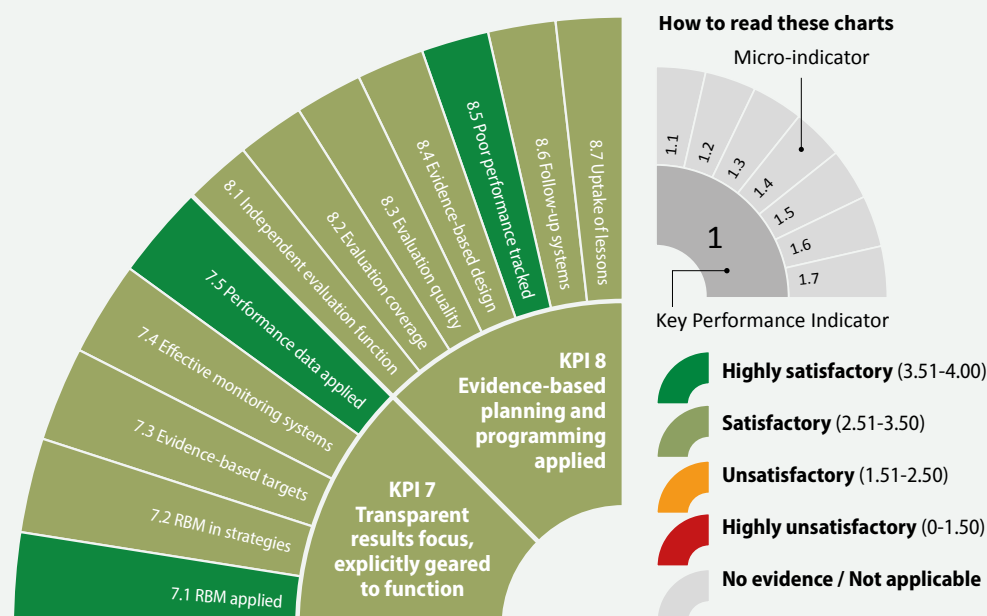 7.1 RBM applied
7.2 RBM in strategies
7.3 Evidence-based targets
7.4 Effective monitoring systems
7.5 Performance data applied
8.1 Independent evaluation function
8.2 Evaluation coverage
8.3 Evaluation quality
8.4 Evidence-based design
8.5 Poor performance tracked
8.6 Follow-up systems
8.7 Uptake of lessons
KPI 7
Transparent
results focus,
explicitly geared
to function
KPI 8
Evidence-based
planning and
programming
applied
How to read these charts
Micro-indicator
1.1
1.2
1.3
1.4
1.5
1.6
1.7
1
Key Performance Indicator
Highly satisfactory (3.51-4.00)
Satisfactory (2.51-3.50)
Unsatisfactory (1.51-2.50)
Highly unsatisfactory (0-1.50)
No evidence / Not applicable